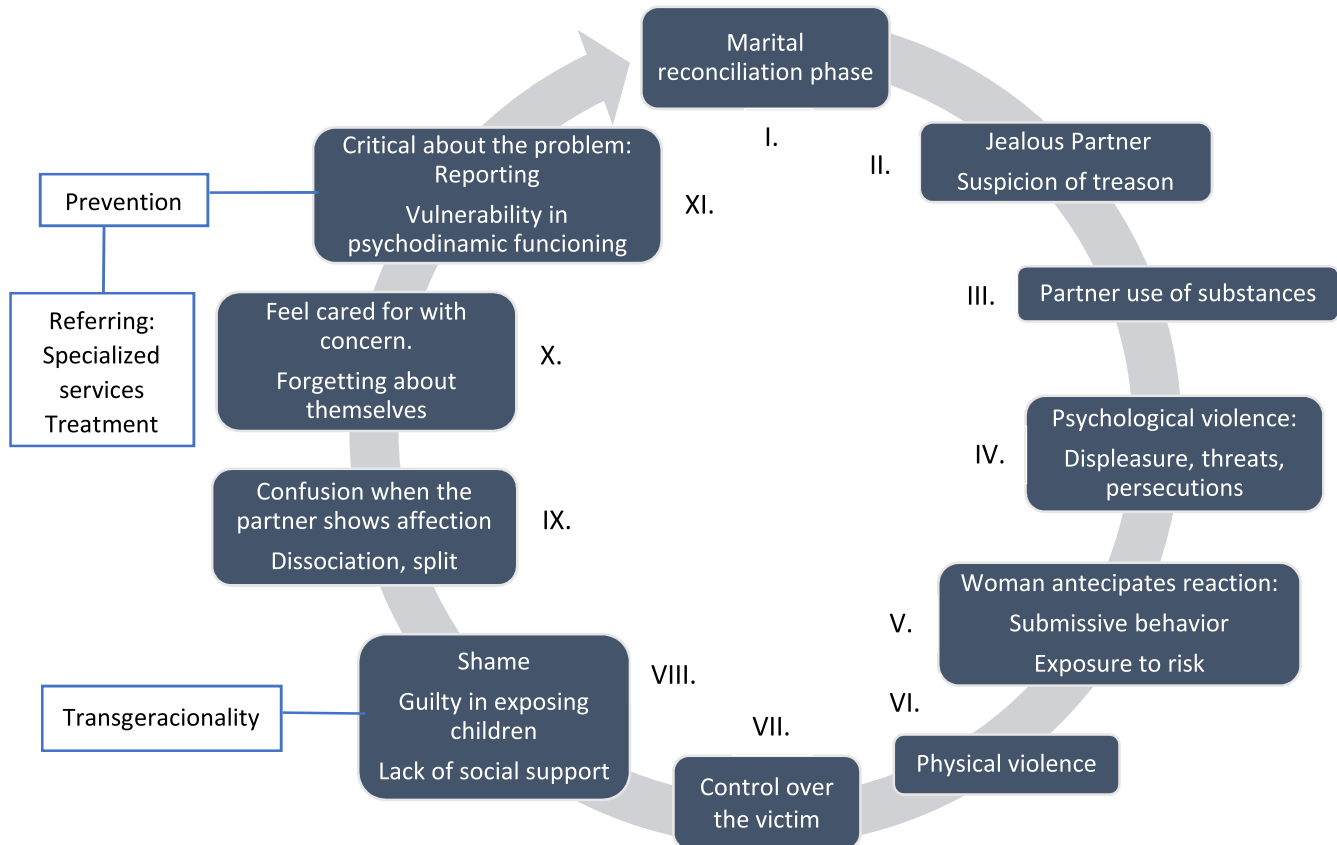 Marital
reconciliation phase
I.
Jealous Partner
Suspicion of treason
II.
Partner use of substances
III.
Psychological violence:
Displeasure, threats,
persecutions
IV.
Woman antecipates reaction:
Submissive behavior
Exposure to risk
V.
VI.
Physical violence
VII.
Control over
the victim
VIII.
Shame
Guilty in exposing
children
Lack of social support
Transgeracionality
Confusion when the
partner shows affection
Dissociation, split
IX.
Feel cared for with
concern.
Forgetting about
themselves
X.
Critical about the problem:
Reporting
Vulnerability in
psychodinamic funcioning
XI.
Prevention
Referring:
Specialized
services
Treatment